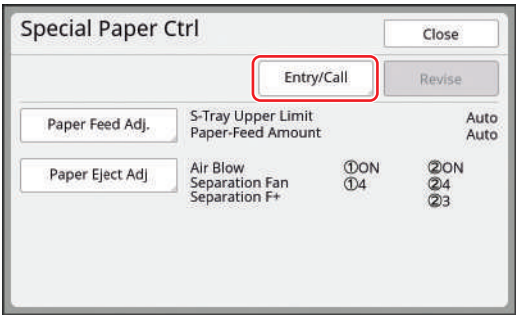 Special Paper Ctrl
Close
Entry/Call
Revise
Paper Feed Adj.
S-Tray Upper Limit Auto
Paper-Feed Amount Auto
Paper Eject Adj
Air Blow ①ON ②ON
Separation Fan ①4 ②4
Separation F+ ②3